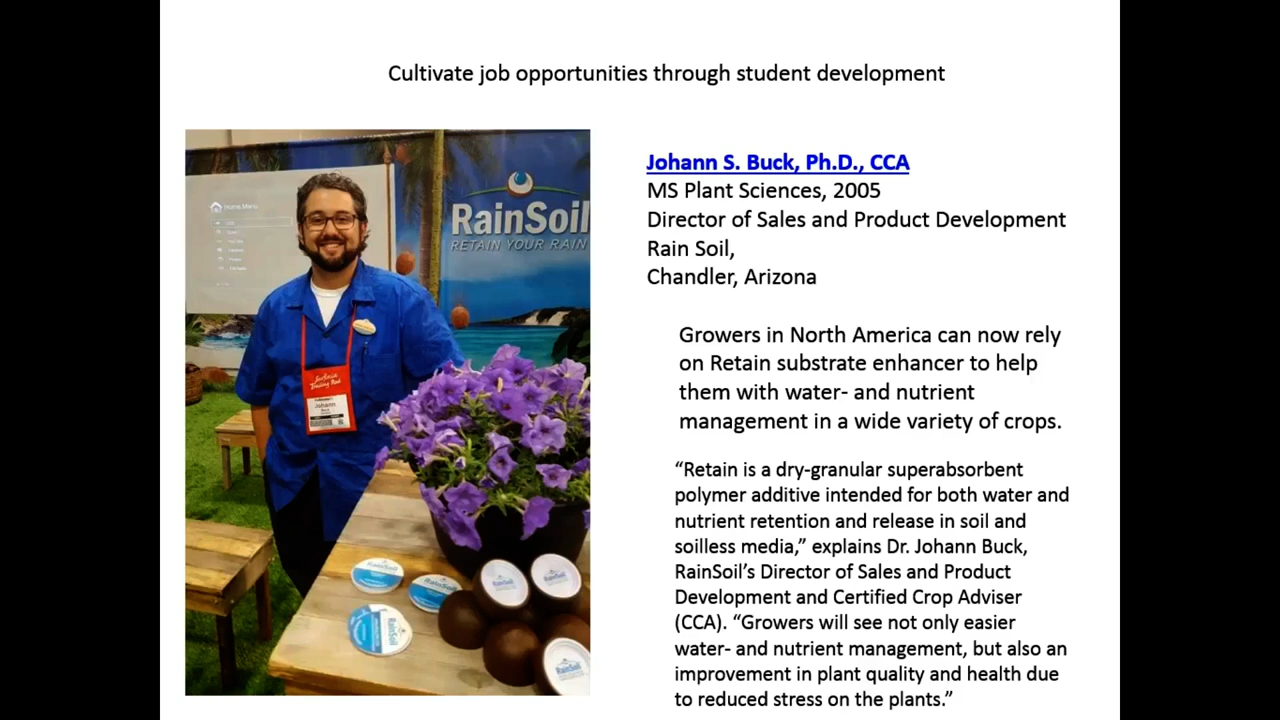 Cultivate job opportunities through student development
Johann S. Buck, Ph.D., CCA
MS Plant Sciences, 2005
Director of Sales and Product Development
Rain Soil,
Chandler, Arizona
Growers in North America can now rely
on Retain substrate enhancer to help
them with water- and nutrient
management in a wide variety of crops.
“Retain is a dry-granular superabsorbent
polymer additive intended for both water and
nutrient retention and release in soil and
soilless media,” explains Dr. Johann Buck,
RainSoil’s Director of Sales and Product
Development and Certified Crop Adviser
(CCA). “Growers will see not only easier
water- and nutrient management, but also an
improvement in plant quality and health due
to reduced stress on the plants.”
Home Menu
RainSoil
RETAIN YOUR RAIN
Johann
RainSoil
RainSoil
RainSoil
RainSoil